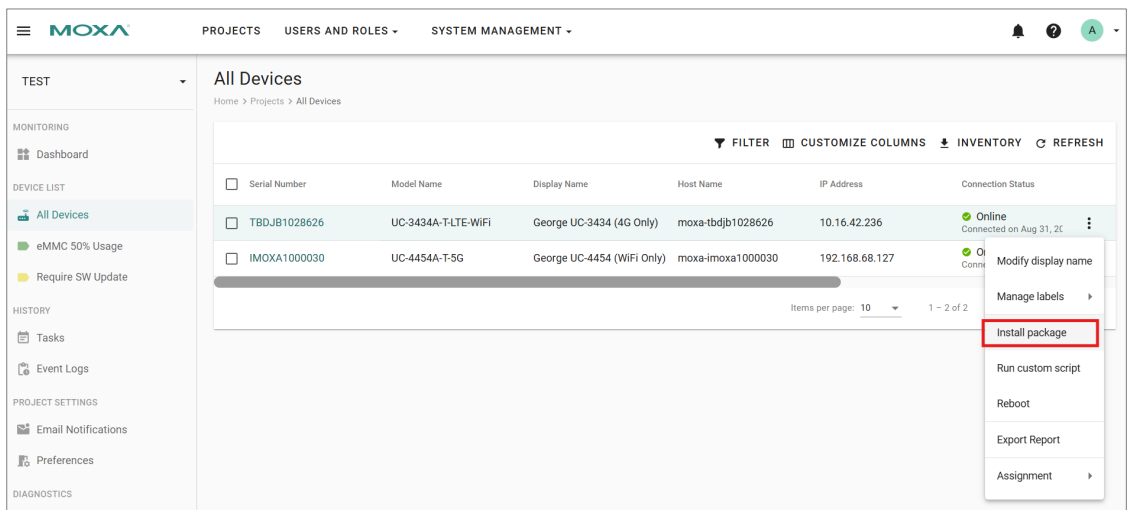 MOXA
PROJECTS USERS AND ROLES SYSTEM MANAGEMENT
A
TEST
MONITORING
Dashboard
DEVICE LIST
All Devices
eMMC 50% Usage
Require SW Update
HISTORY
Tasks
Event Logs
PROJECT SETTINGS
Email Notifications
Preferences
DIAGNOSTICS
All Devices
Home > Projects > All Devices
FILTER CUSTOMIZE COLUMNS INVENTORY REFRESH
Serial Number Model Name Display Name Host Name IP Address Connection Status
TBDJB1028626 UC-3434A-T-LTE-WiFi George UC-3434 (4G Only) moxa-tbdjb1028626 10.16.42.236 Online
Connected on Aug 31, 20
IMOXA1000030 UC-4454A-T-5G George UC-4454 (WiFi Only) moxa-imoxa1000030 192.168.68.127
Items per page: 10 1 – 2 of 2
Modify display name
Manage labels
Install package
Run custom script
Reboot
Export Report
Assignment